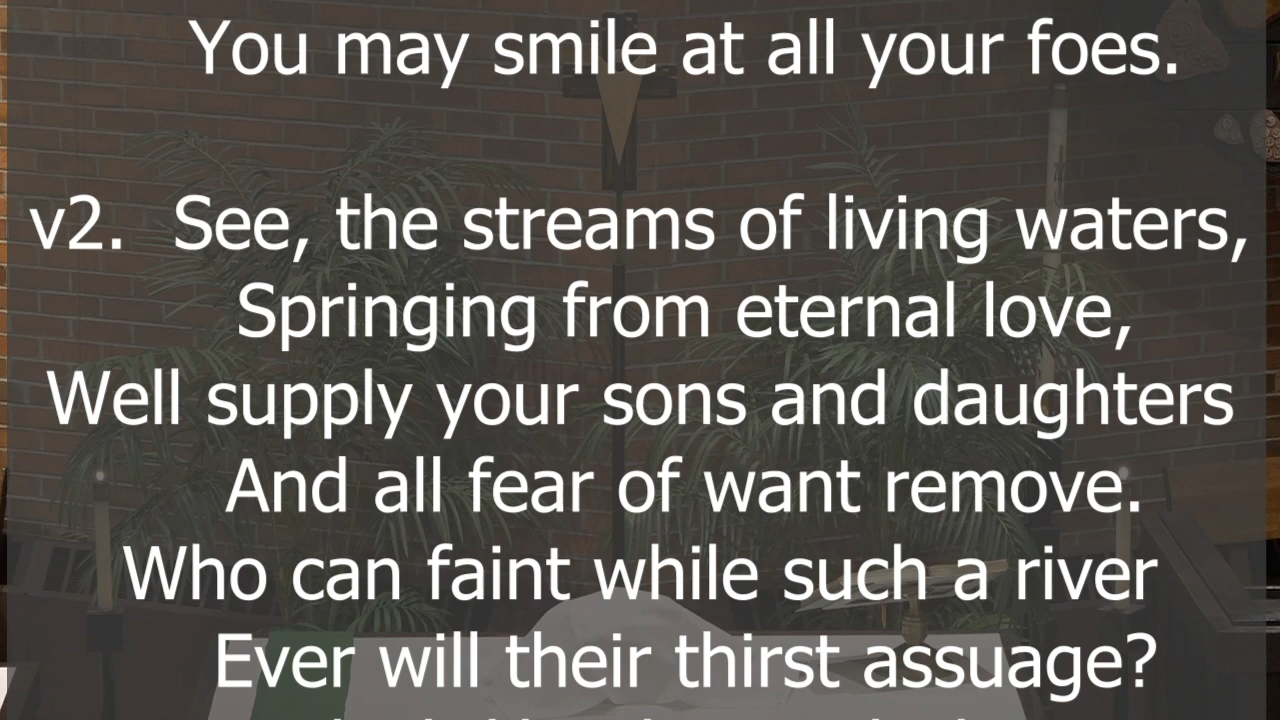 You may smile at all your foes.
v2. See, the streams of living waters,
Springing from eternal love,
Well supply your sons and daughters
And all fear of want remove.
Who can faint while such a river
Ever will their thirst assuage?